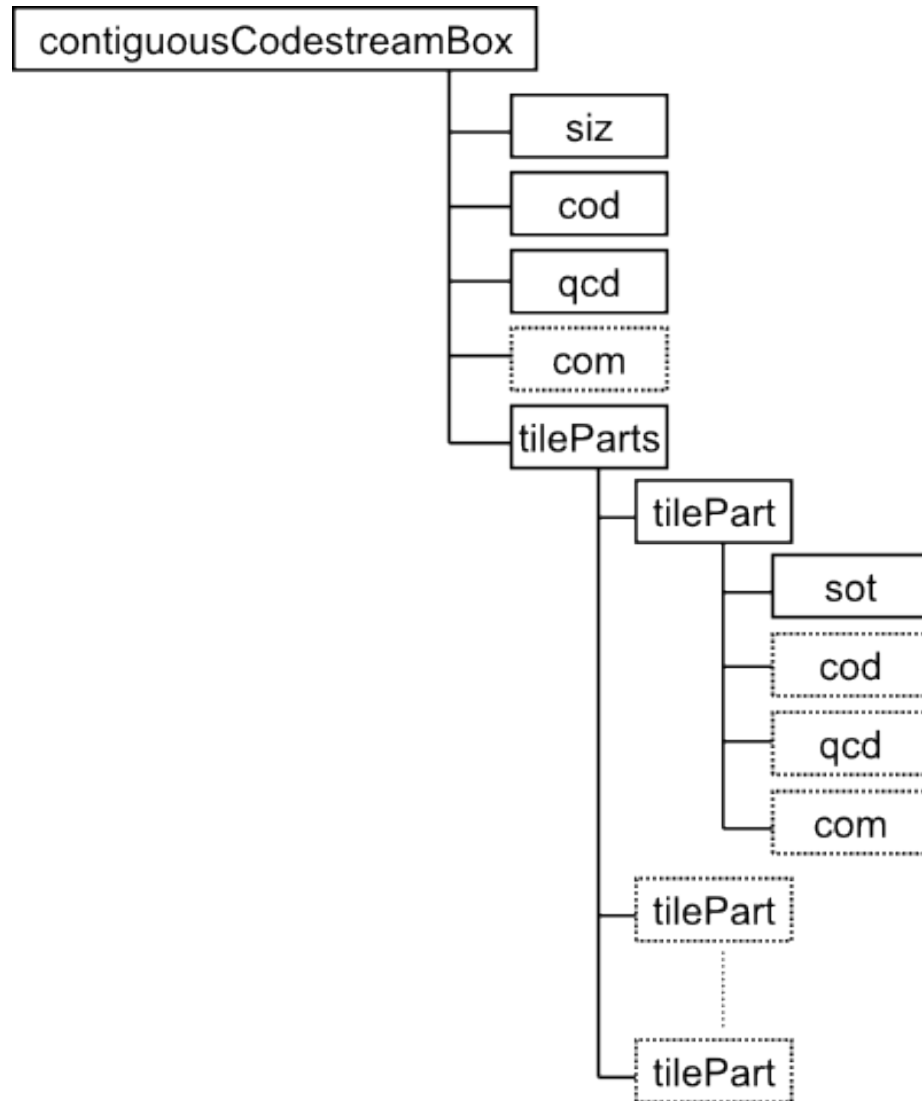 contiguousCodestreamBox
siz
cod
qcd
com
tileParts
tilePart
sot
cod
qcd
com
tilePart
tilePart